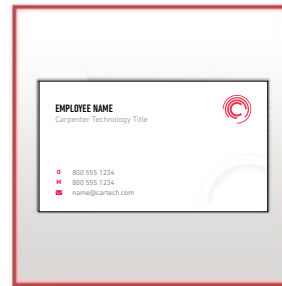 EMPLOYEE NAME
Carpenter Technology Title
O 800 555 1234
M 800 555 1234
name@cartech.com